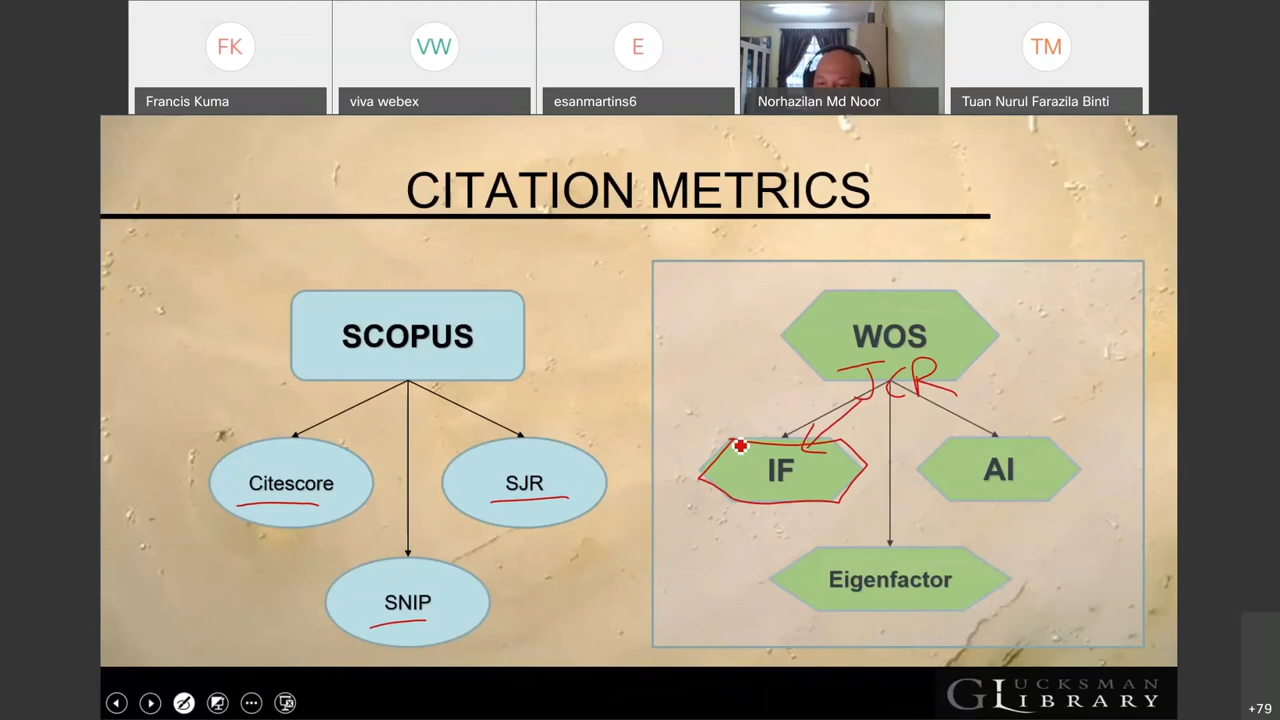 FK
VW
E
TM
Francis Kuma
viva webex
esanmartins6
Norhazilan Md Noor
Tuan Nurul Farazila Binti
CITATION METRICS
SCOPUS
WOS
JCR
Citescore
SJR
IF
AI
SNIP
Eigenfactor
GLUCKSMAN
LIBRARY
+79